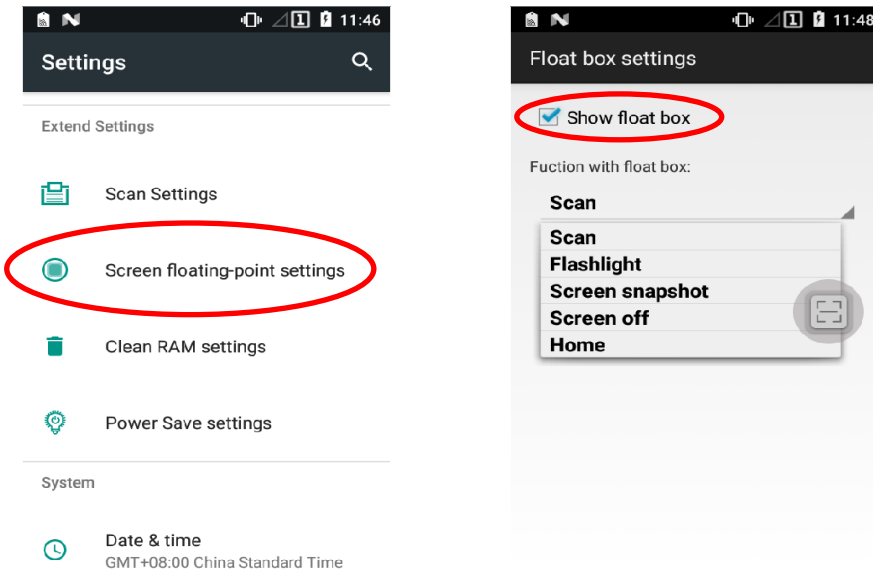 11:46
Settings
Extend Settings
Scan Settings
Screen floating-point settings
Clean RAM settings
Power Save settings
System
Date & time
GMT+08:00 China Standard Time
1 11:48
Float box settings
Show float box
Fuction with float box:
Scan
Scan
Flashlight
Screen snapshot
Screen off
Home